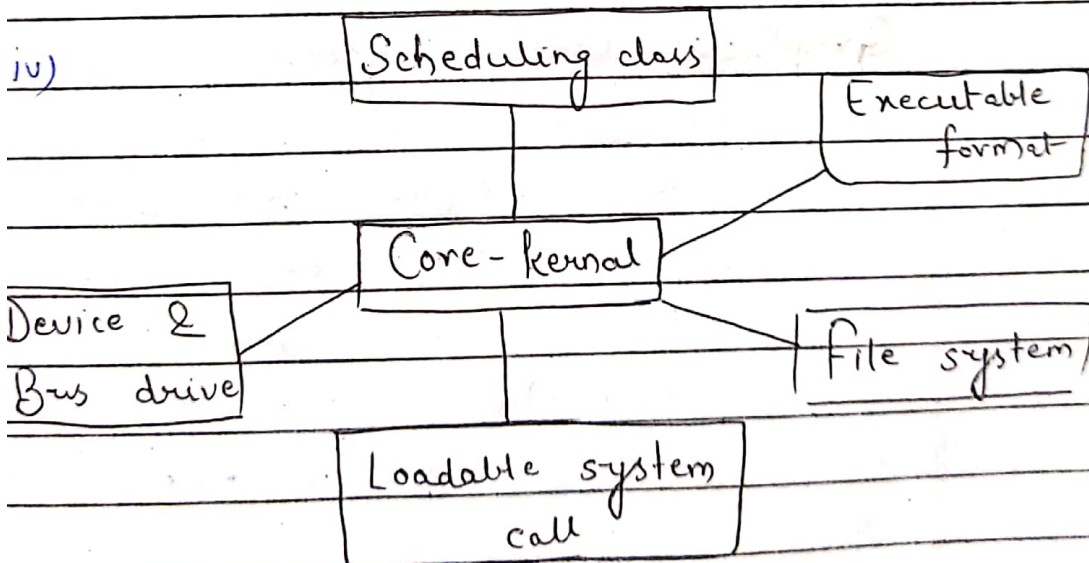 iv)
Scheduling class
Executable
format
Core-kernal
Device &
Bus drive
file system
Loadable system
call